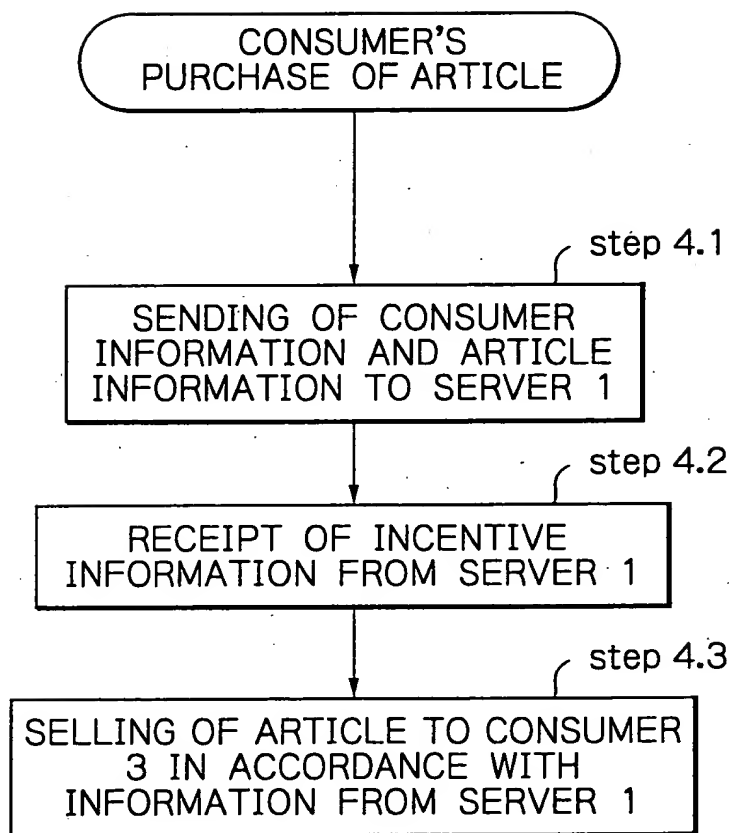 CONSUMER'S
PURCHASE OF ARTICLE
step 4.1
SENDING OF CONSUMER
INFORMATION AND ARTICLE
INFORMATION TO SERVER 1
step 4.2
RECEIPT OF INCENTIVE
INFORMATION FROM SERVER 1
step 4.3
SELLING OF ARTICLE TO CONSUMER
3 IN ACCORDANCE WITH
INFORMATION FROM SERVER 1